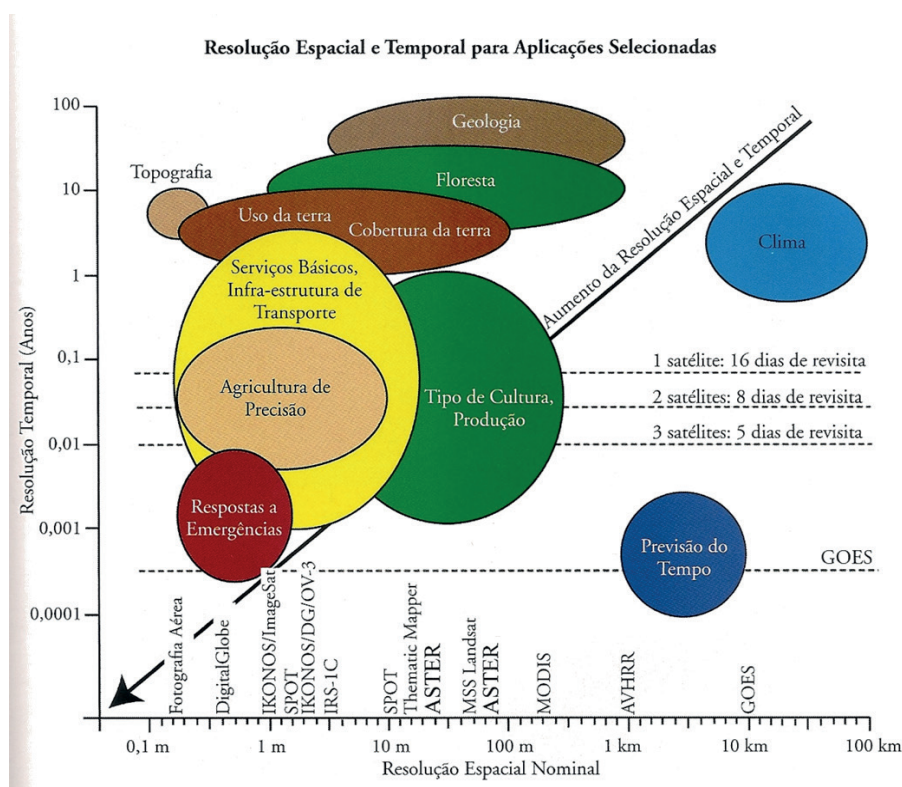 Resolução Espacial e Temporal para Aplicações Selecionadas
Resolução Temporal (Anos)
100
10
1
0,1
0,01
0,001
0,0001
Geologia
Topografia
Floresta
Uso da terra
Cobertura da terra
Clima
Aumento da Resolução Espacial e Temporal
Serviços Básicos,
Infra-estrutura de
Transporte
Agricultura de
Precisão
Tipo de Cultura,
Produção
1 satélite: 16 dias de revisita
2 satélites: 8 dias de revisita
3 satélites: 5 dias de revisita
Respostas a
Emergências
Previsão do
Tempo
GOES
Fotografia Aérea
DigitalGlobe
IKONOS/ImageSat
SPOT
IKONOS/DG/OV-3
IRS-1C
SPOT
Thematic Mapper
ASTER
MSS Landsat
ASTER
MODIS
AVHRR
GOES
0,1 m
1 m
10 m
100 m
1 km
10 km
100 km
Resolução Espacial Nominal